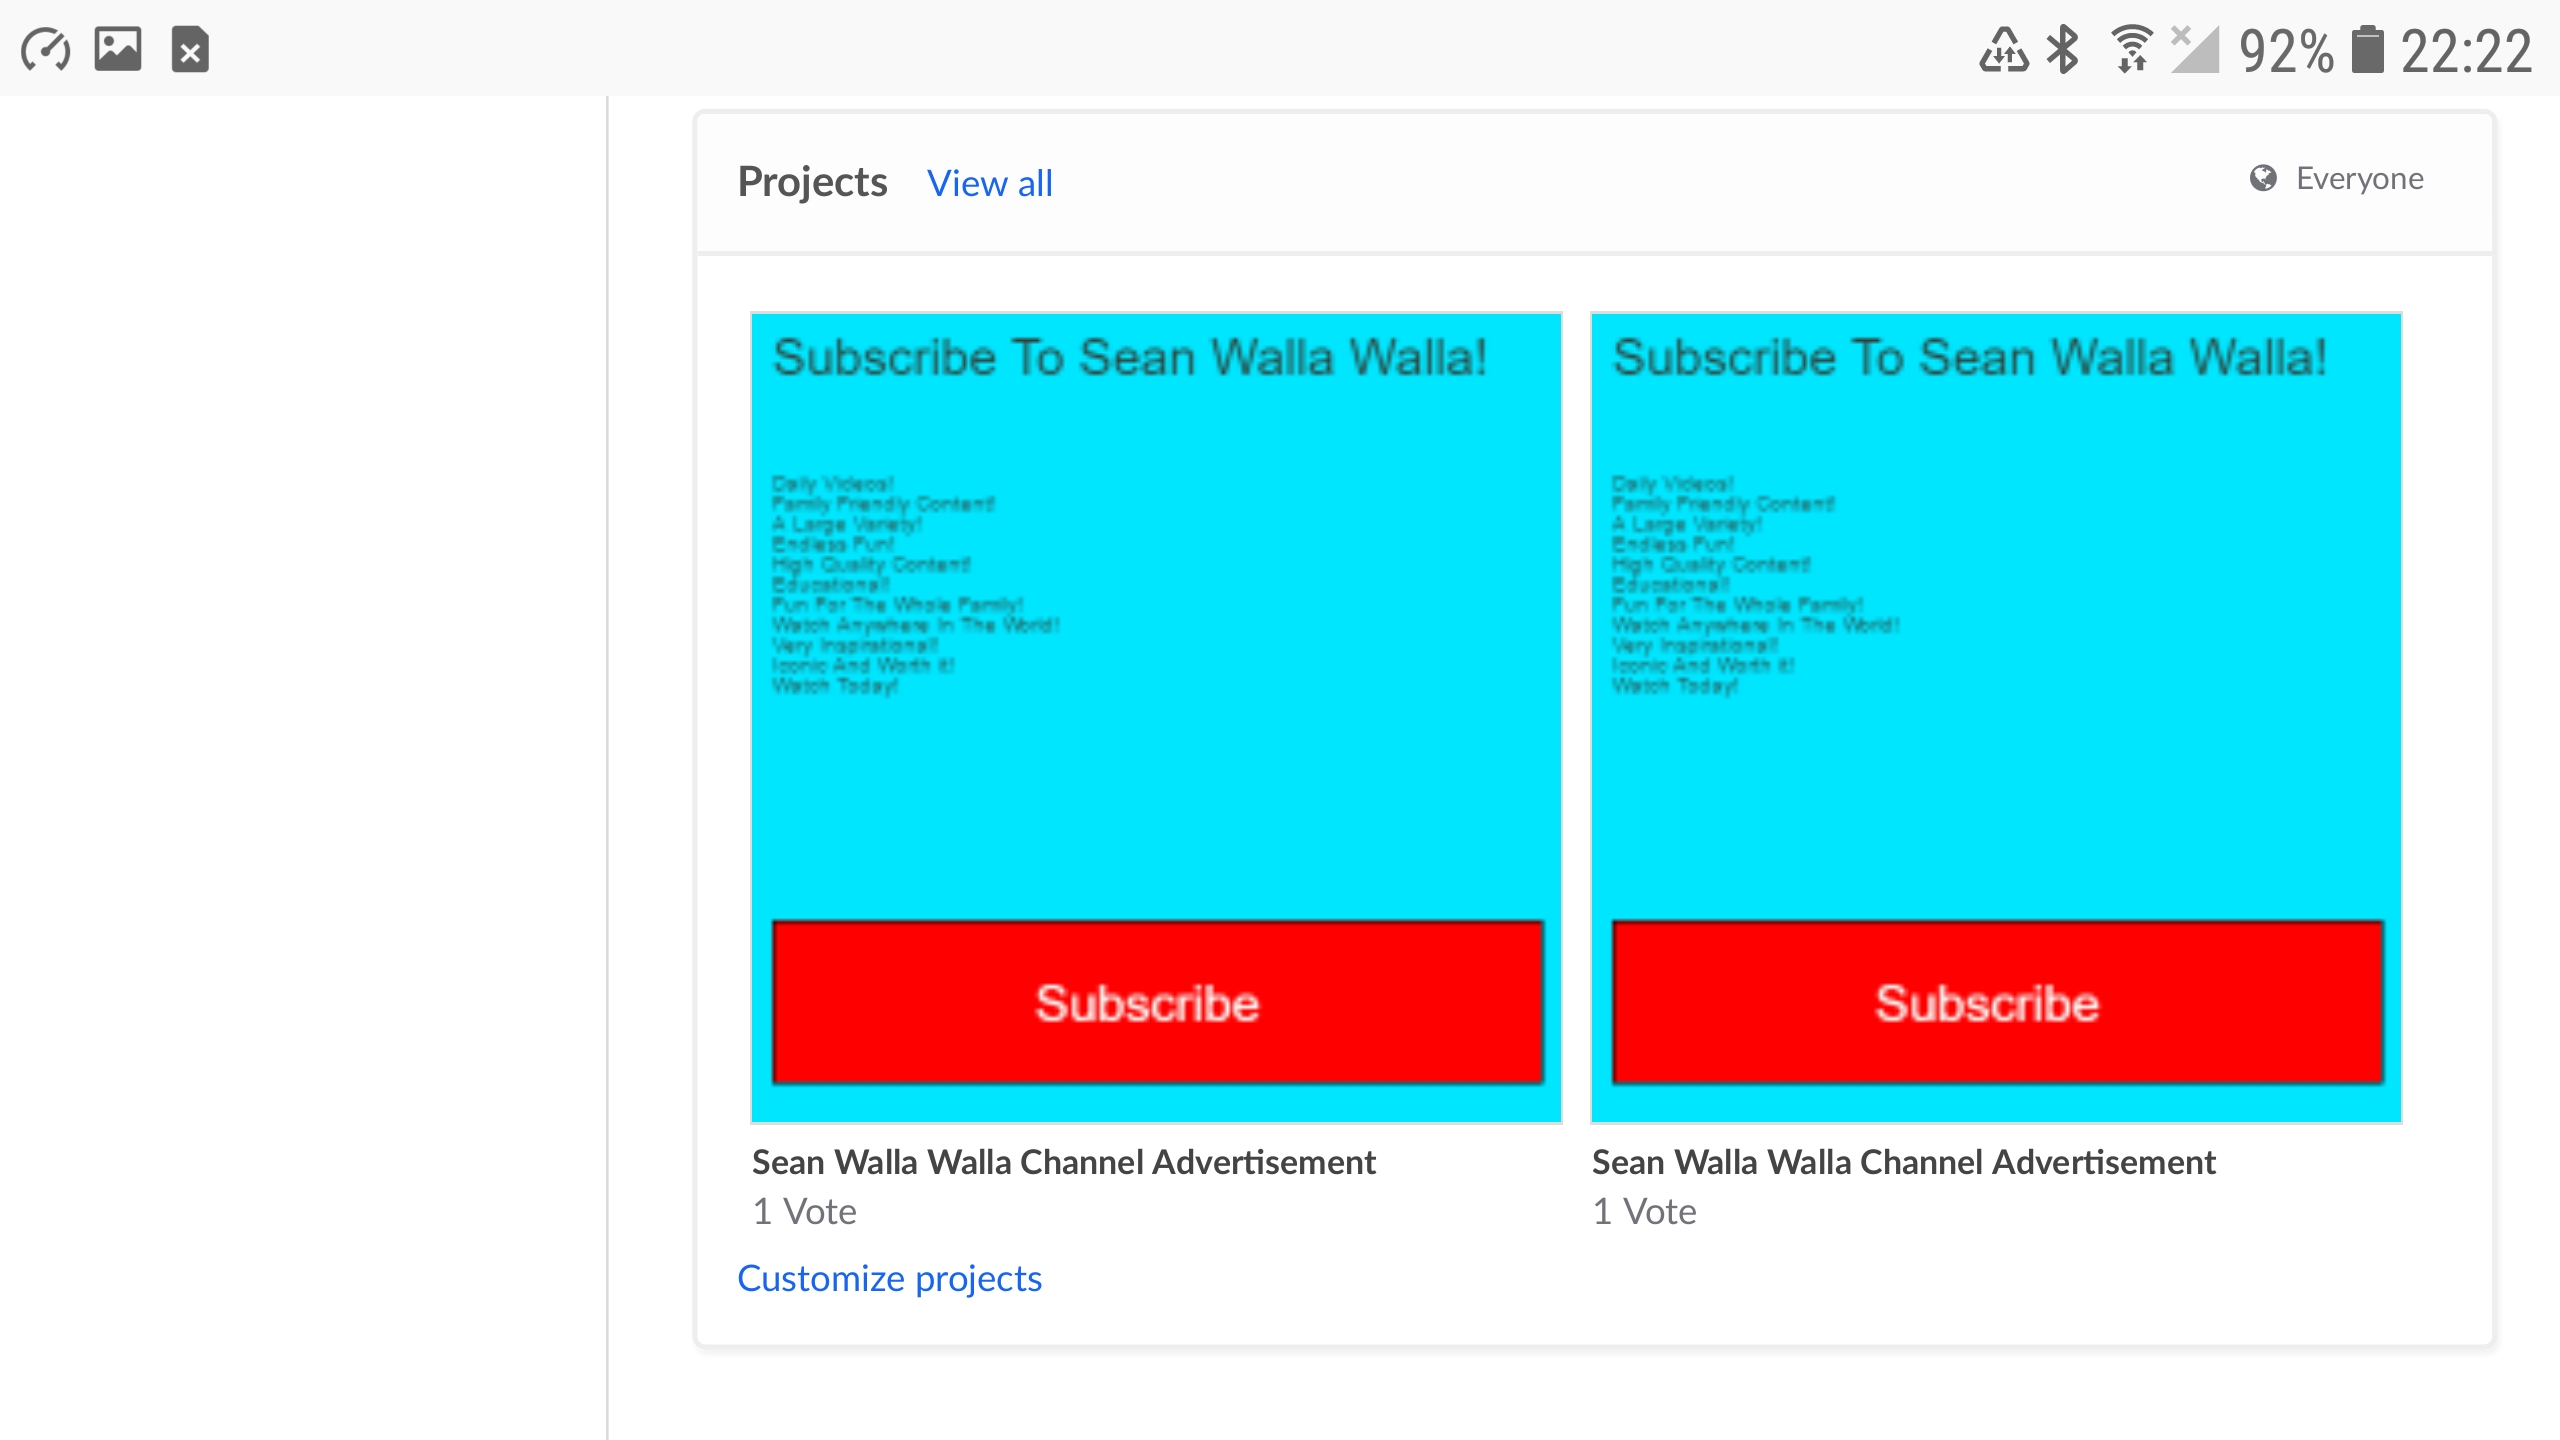 92% 22:22
Projects View all Everyone
Subscribe To Sean Walla Walla!
Daily Videos!
Family Friendly Content!
A Large Variety!
Endless Fun!
High Quality Content!
Educational!
Fun For The Whole Family!
Watch Anywhere In The World!
Very Inspirational!
Iconic And Worth it!
Watch Today!
Subscribe
Sean Walla Walla Channel Advertisement
1 Vote
Subscribe To Sean Walla Walla!
Daily Videos!
Family Friendly Content!
A Large Variety!
Endless Fun!
High Quality Content!
Educational!
Fun For The Whole Family!
Watch Anywhere In The World!
Very Inspirational!
Iconic And Worth it!
Watch Today!
Subscribe
Sean Walla Walla Channel Advertisement
1 Vote
Customize projects